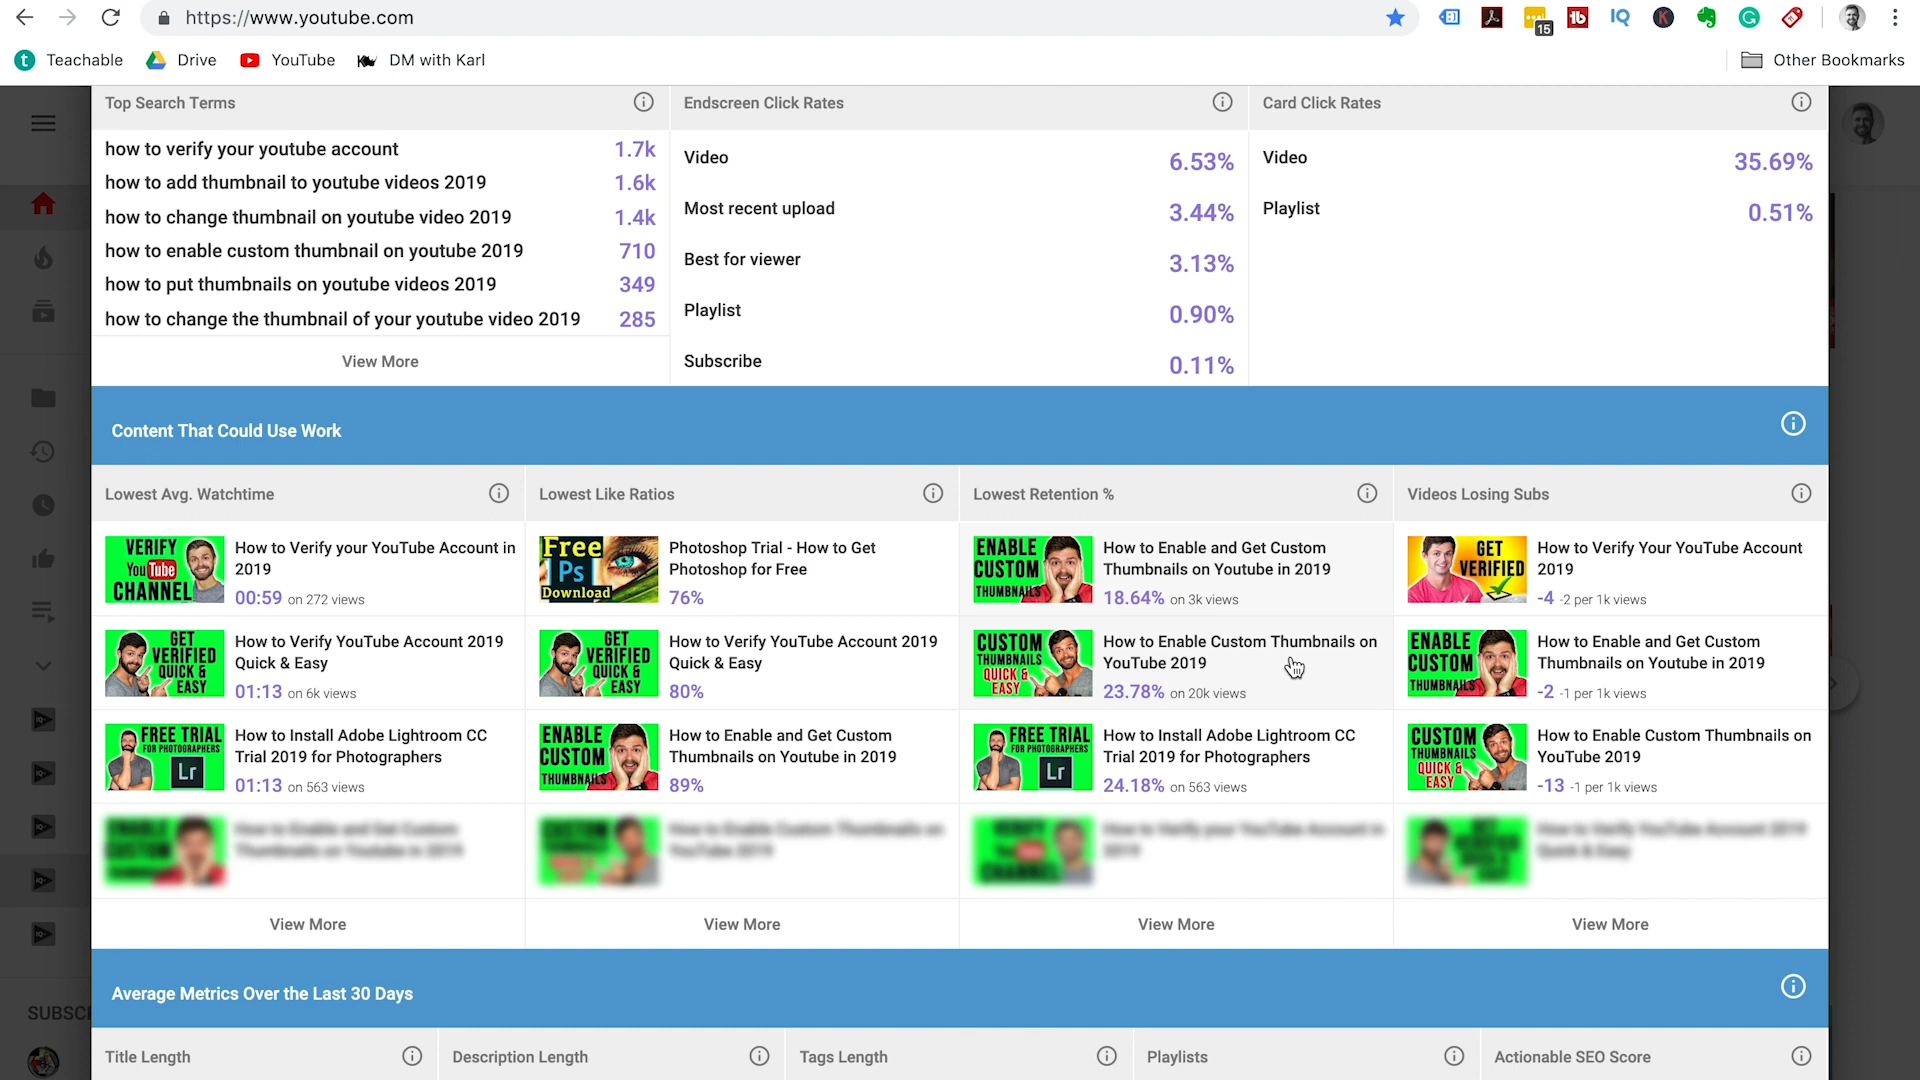 https://www.youtube.com
15
Teachable
Drive
YouTube
DM with Karl
Other Bookmarks
Top Search Terms
how to verify your youtube account 1.7k
how to add thumbnail to youtube videos 2019 1.6k
how to change thumbnail on youtube video 2019 1.4k
how to enable custom thumbnail on youtube 2019 710
how to put thumbnails on youtube videos 2019 349
how to change the thumbnail of your youtube video 2019 285
View More
Endscreen Click Rates
Video 6.53%
Most recent upload 3.44%
Best for viewer 3.13%
Playlist 0.90%
Subscribe 0.11%
Card Click Rates
Video 35.69%
Playlist 0.51%
Content That Could Use Work
Lowest Avg. Watchtime
VERIFY
YouTube
CHANNEL
How to Verify your YouTube Account in
2019
00:59 on 272 views
GET
VERIFIED
QUICK &
EASY
How to Verify YouTube Account 2019
Quick & Easy
01:13 on 6k views
FREE TRIAL
FOR PHOTOGRAPHERS
Lr
How to Install Adobe Lightroom CC
Trial 2019 for Photographers
01:13 on 563 views
View More
Lowest Like Ratios
Free
Ps
Download
Photoshop Trial - How to Get
Photoshop for Free
76%
GET
VERIFIED
QUICK &
EASY
How to Verify YouTube Account 2019
Quick & Easy
80%
ENABLE
CUSTOM
THUMBNAILS
How to Enable and Get Custom
Thumbnails on Youtube in 2019
89%
View More
Lowest Retention %
ENABLE
CUSTOM
THUMBNAILS
How to Enable and Get Custom
Thumbnails on Youtube in 2019
18.64% on 3k views
CUSTOM
THUMBNAILS
QUICK &
EASY
How to Enable Custom Thumbnails on
YouTube 2019
23.78% on 20k views
FREE TRIAL
FOR PHOTOGRAPHERS
Lr
How to Install Adobe Lightroom CC
Trial 2019 for Photographers
24.18% on 563 views
View More
Videos Losing Subs
GET
VERIFIED
How to Verify Your YouTube Account
2019
-4 -2 per 1k views
ENABLE
CUSTOM
THUMBNAILS
How to Enable and Get Custom
Thumbnails on Youtube in 2019
-2 -1 per 1k views
CUSTOM
THUMBNAILS
QUICK &
EASY
How to Enable Custom Thumbnails on
YouTube 2019
-13 -1 per 1k views
View More
Average Metrics Over the Last 30 Days
SUBSC
Title Length
Description Length
Tags Length
Playlists
Actionable SEO Score